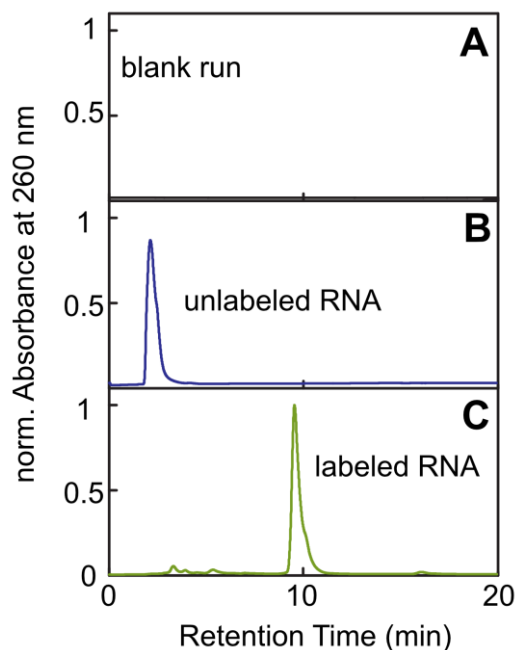 norm. Absorbance at 260 nm
A
blank run
1
0.5
B
unlabeled RNA
1
0.5
C
labeled RNA
1
0.5
0
0 10 20
Retention Time (min)